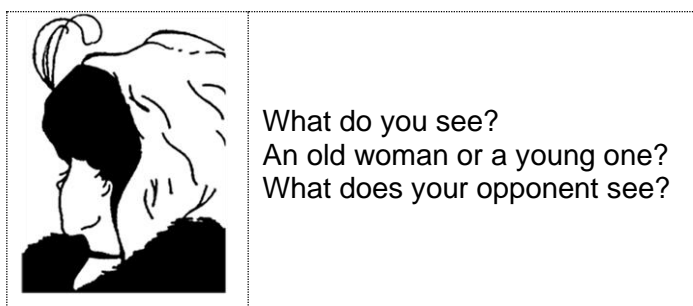 What do you see?
An old woman or a young one?
What does your opponent see?